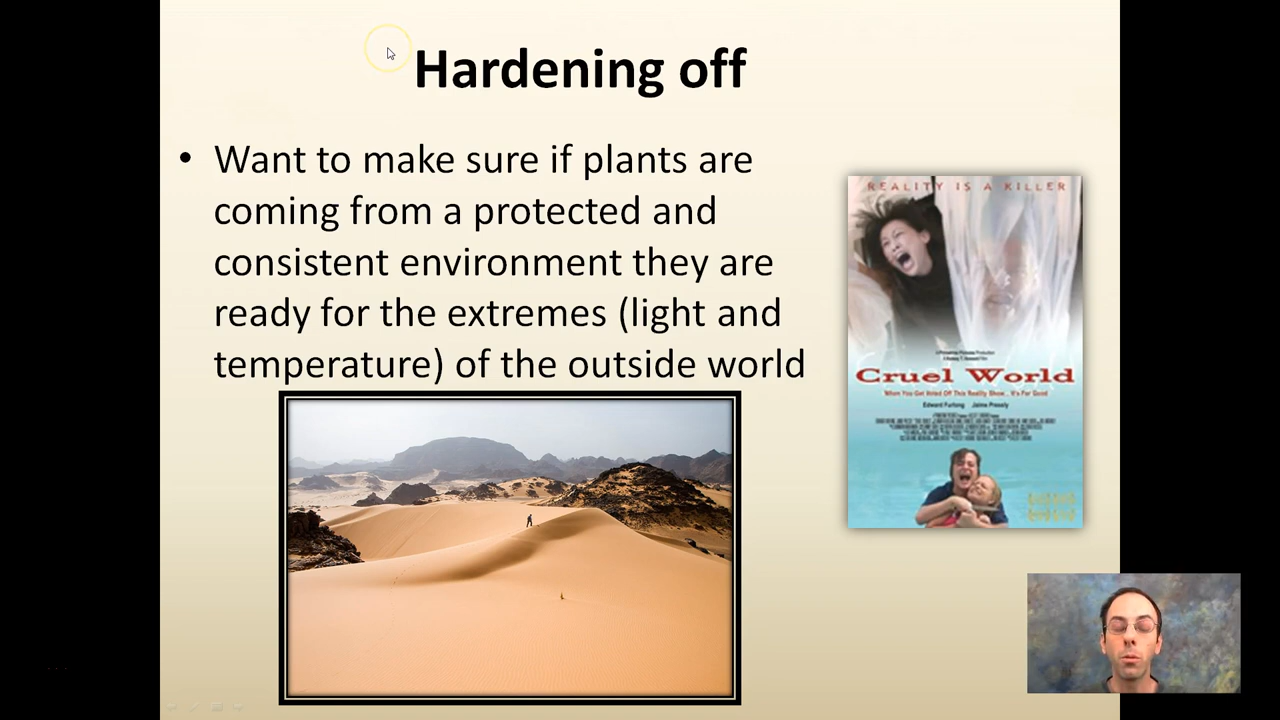 Hardening off
• Want to make sure if plants are
coming from a protected and
consistent environment they are
ready for the extremes (light and
temperature) of the outside world
REALITY IS A KILLER
Cruel World
When You Get Voted Off This Reality Show... It's For Good
Edward Furlong Jaime Pressly